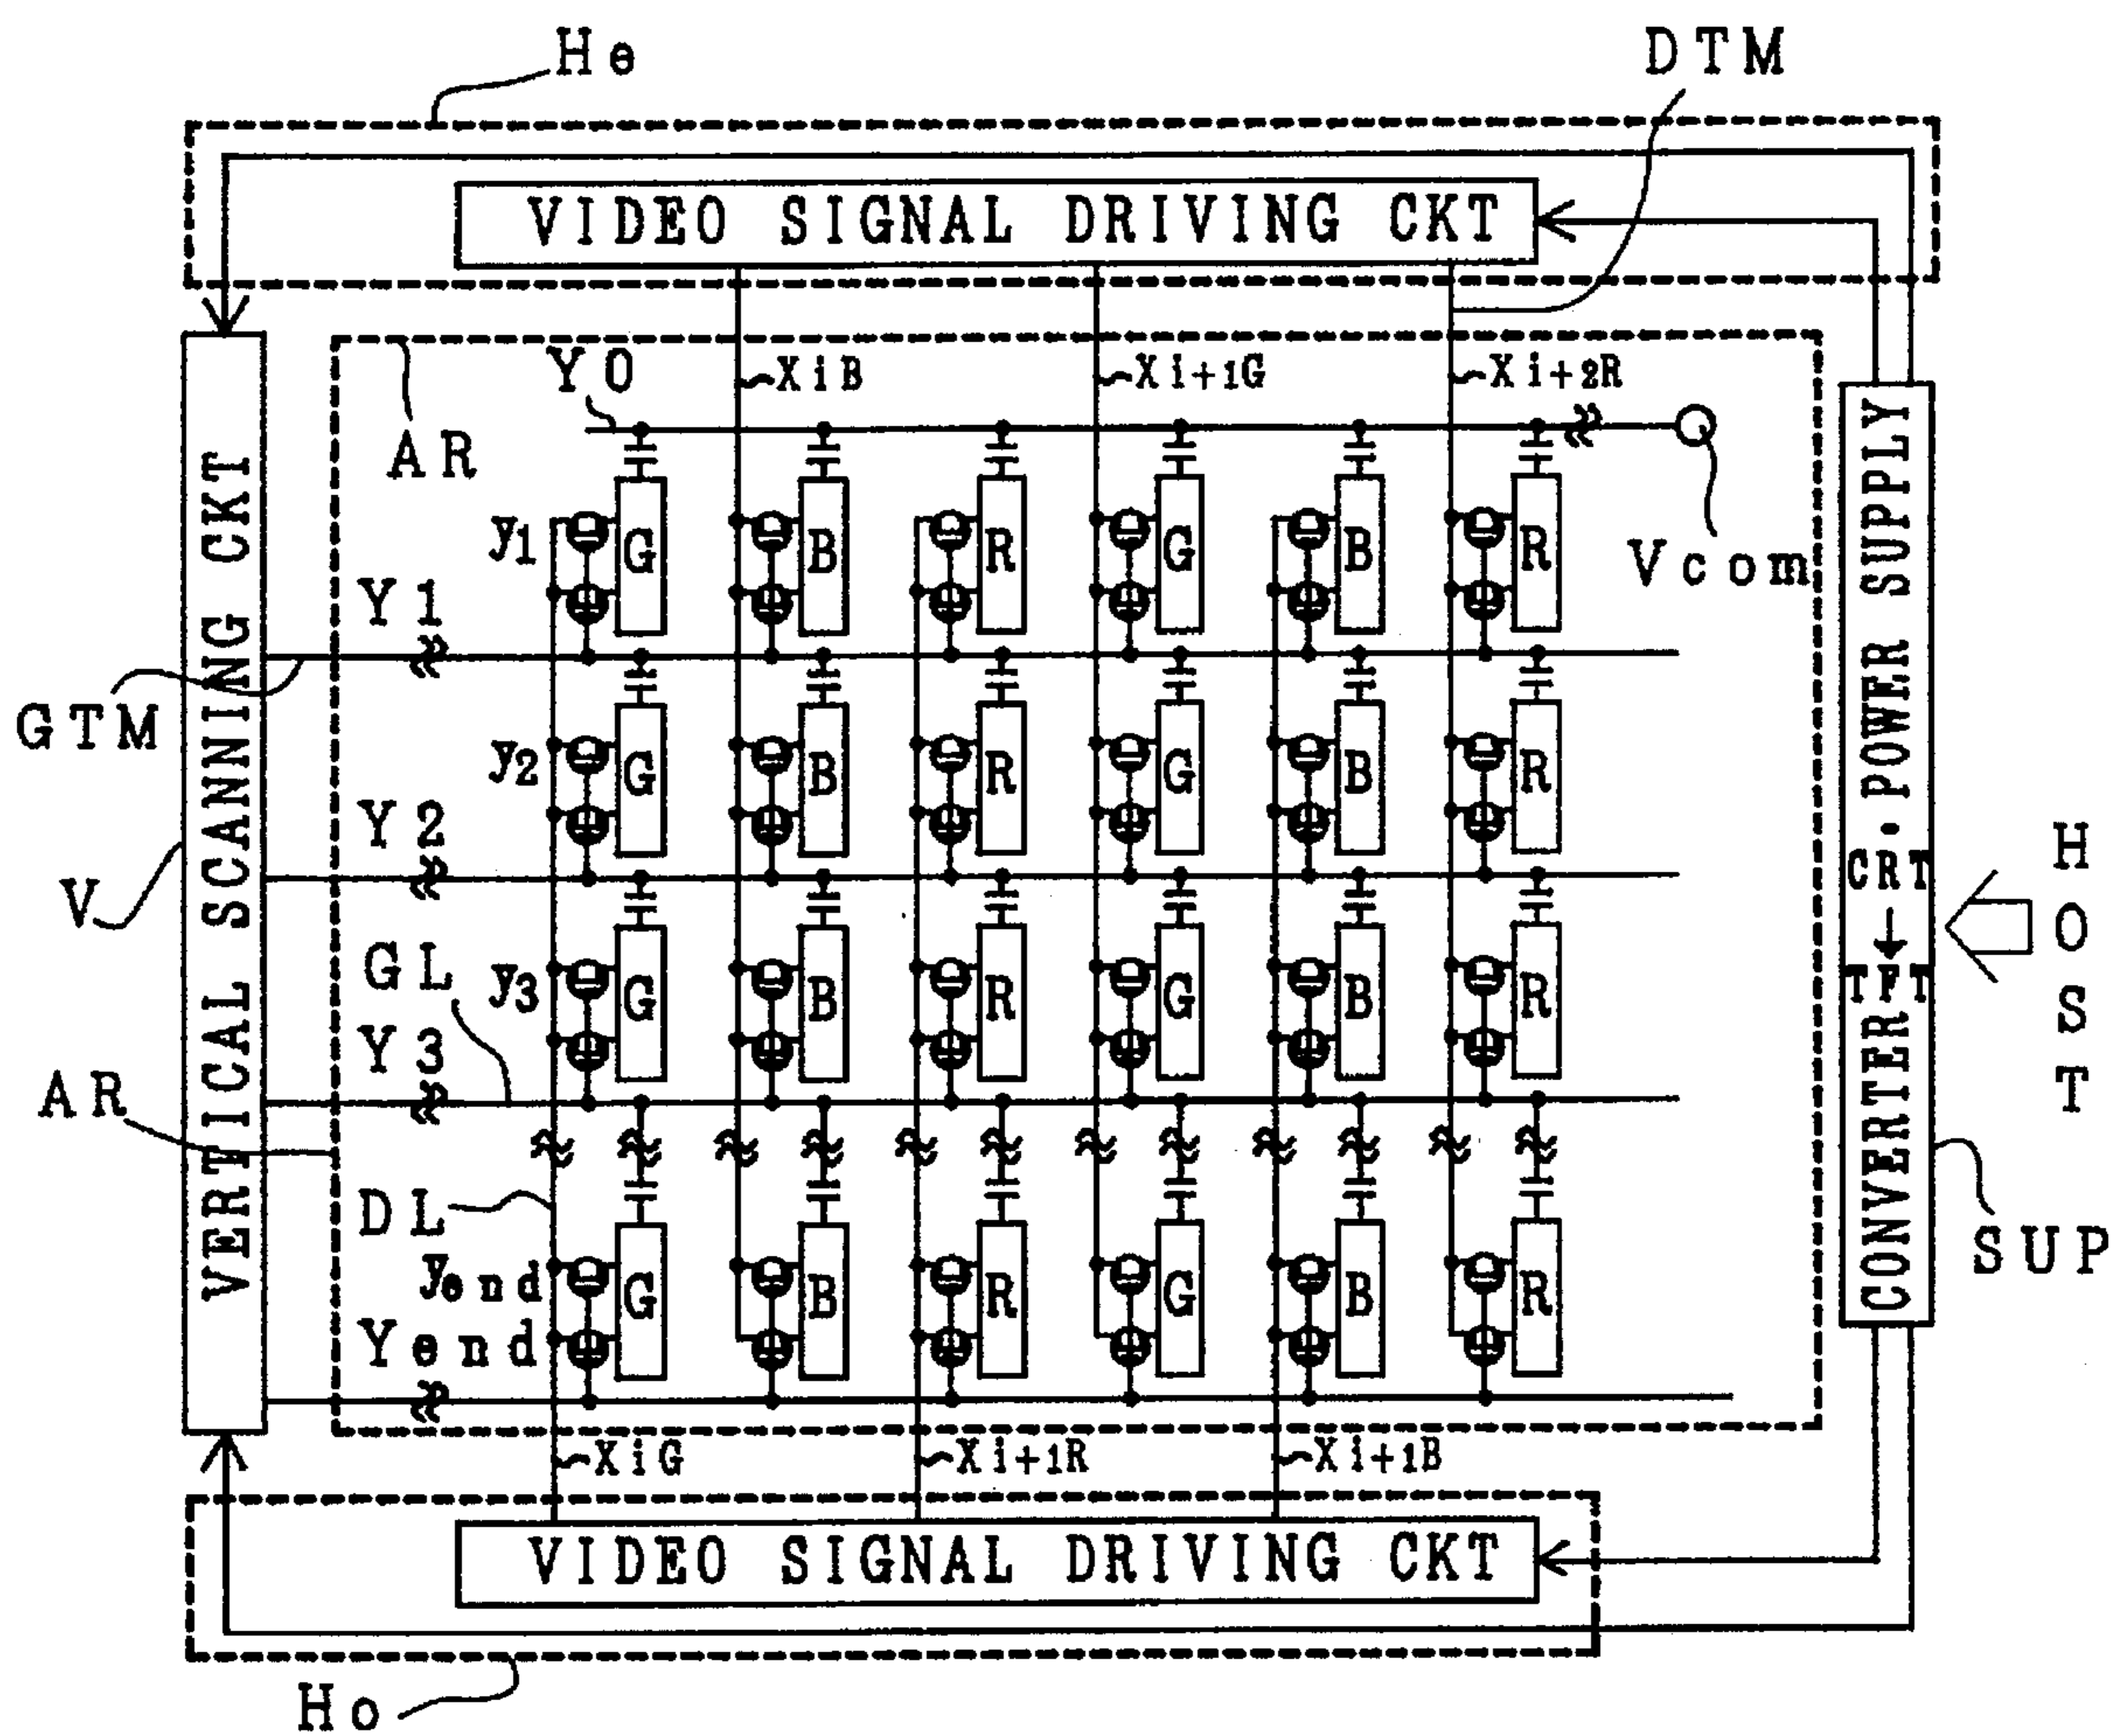 He
DTM
VIDEO SIGNAL DRIVING CKT
XiB
Xi+1G
Xi+2R
Y0
AR
Vcom
VERTICAL SCANNING CKT
POWER SUPPLY
CRT
↓
TFT
CONVERTER
HOST
SUP
y1
G B R G B R
Y1
GTM
y2
G B R G B R
Y2
V
GL
y3
G B R G B R
Y3
AR
DL
yend
G B R G B R
Yend
XiG
Xi+1R
Xi+1B
VIDEO SIGNAL DRIVING CKT
Ho